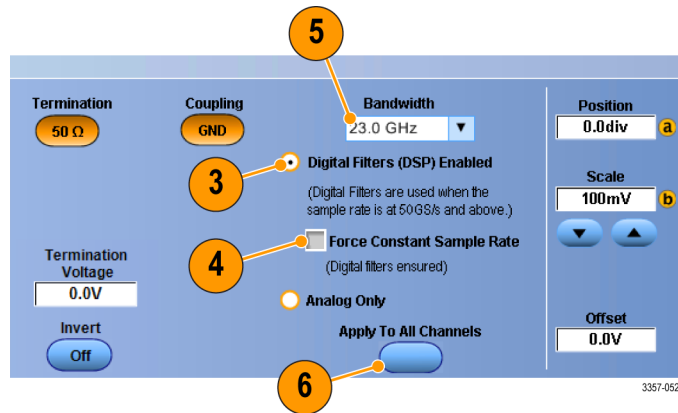 5
Termination
50 Ω
Coupling
GND
Bandwidth
23.0 GHz
Position
0.0div
a
3
Digital Filters (DSP) Enabled
(Digital Filters are used when the
sample rate is at 50GS/s and above.)
Scale
100mV
b
4
Force Constant Sample Rate
(Digital filters ensured)
Termination
Voltage
0.0V
Analog Only
Invert
Off
Apply To All Channels
Offset
0.0V
6
3357-052